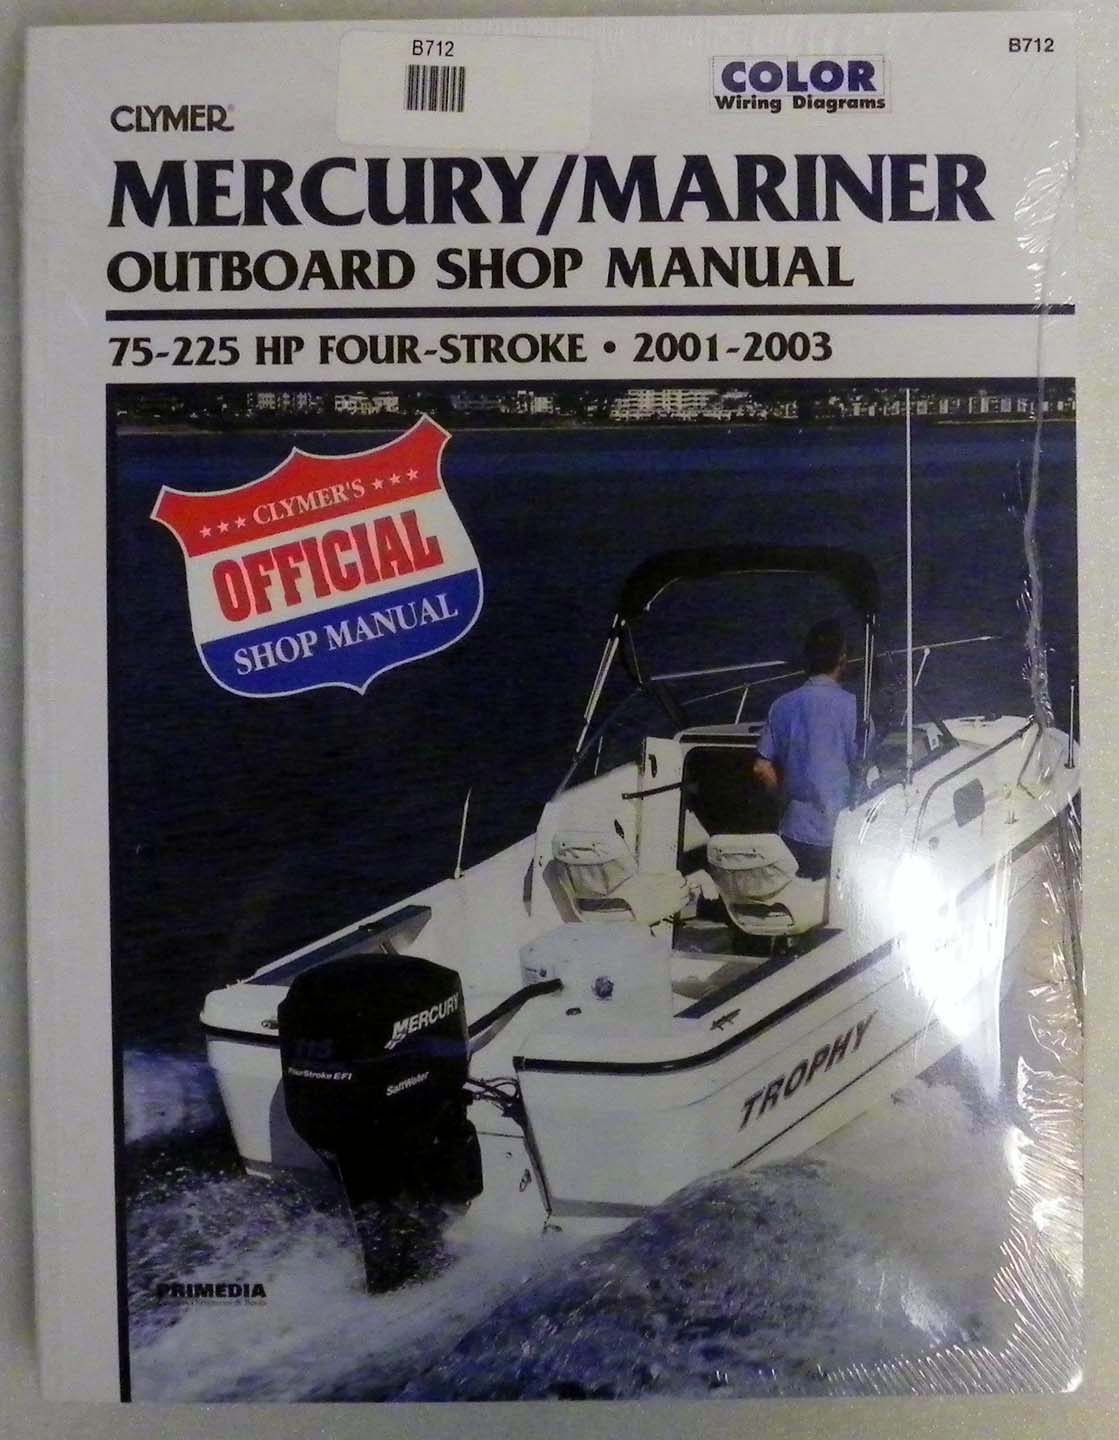 B712
B712
COLOR
Wiring Diagrams
CLYMER®
MERCURY/MARINER
OUTBOARD SHOP MANUAL
75-225 HP FOUR-STROKE • 2001-2003
CLYMER'S
OFFICIAL
SHOP MANUAL
MERCURY
115
FourStroke EFI
SaltWater
TROPHY
PRIMEDIA